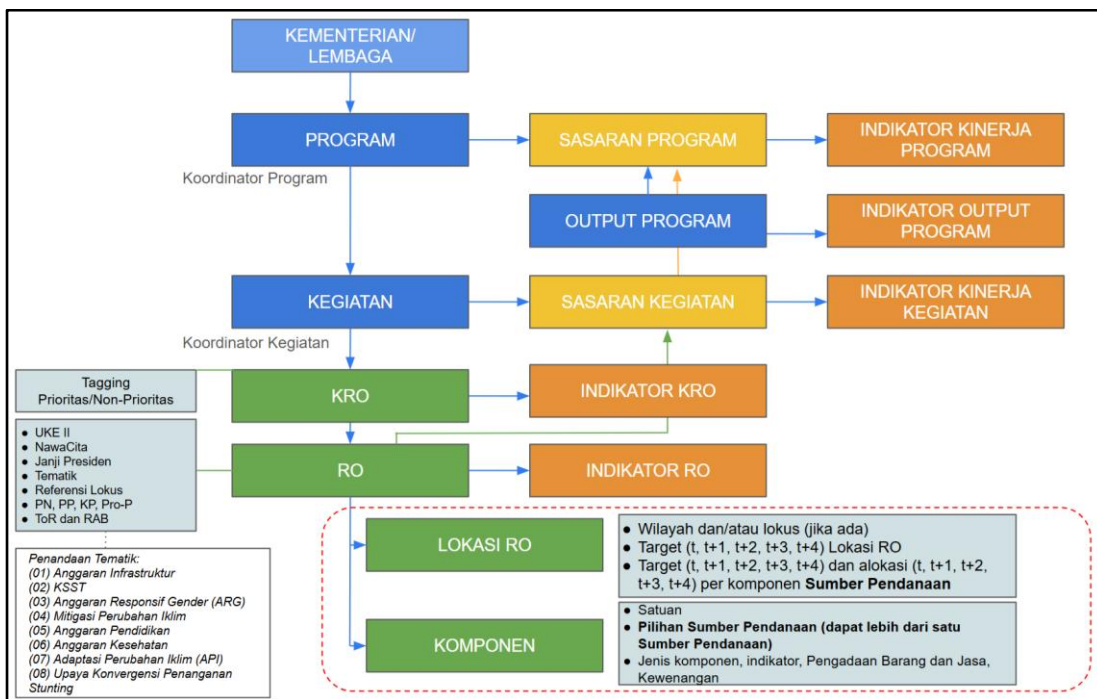 KEMENTERIAN/
LEMBAGA
PROGRAM
SASARAN PROGRAM
INDIKATOR KINERJA
PROGRAM
Koordinator Program
OUTPUT PROGRAM
INDIKATOR OUTPUT
PROGRAM
KEGIATAN
SASARAN KEGIATAN
INDIKATOR KINERJA
KEGIATAN
Koordinator Kegiatan
Tagging
Prioritas/Non-Prioritas
KRO
INDIKATOR KRO
● UKE II
● NawaCita
● Janji Presiden
● Tematik
● Referensi Lokus
● PN, PP, KP, Pro-P
● ToR dan RAB
RO
INDIKATOR RO
LOKASI RO
● Wilayah dan/atau lokus (jika ada)
● Target (t, t+1, t+2, t+3, t+4) Lokasi RO
● Target (t, t+1, t+2, t+3, t+4) dan alokasi (t, t+1, t+2,
t+3, t+4) per komponen Sumber Pendanaan
Penandaan Tematik:
(01) Anggaran Infrastruktur
(02) KSST
(03) Anggaran Responsif Gender (ARG)
(04) Mitigasi Perubahan Iklim
(05) Anggaran Pendidikan
(06) Anggaran Kesehatan
(07) Adaptasi Perubahan Iklim (API)
(08) Upaya Konvergensi Penanganan
Stunting
KOMPONEN
● Satuan
● Pilihan Sumber Pendanaan (dapat lebih dari satu
Sumber Pendanaan)
● Jenis komponen, indikator, Pengadaan Barang dan Jasa,
Kewenangan